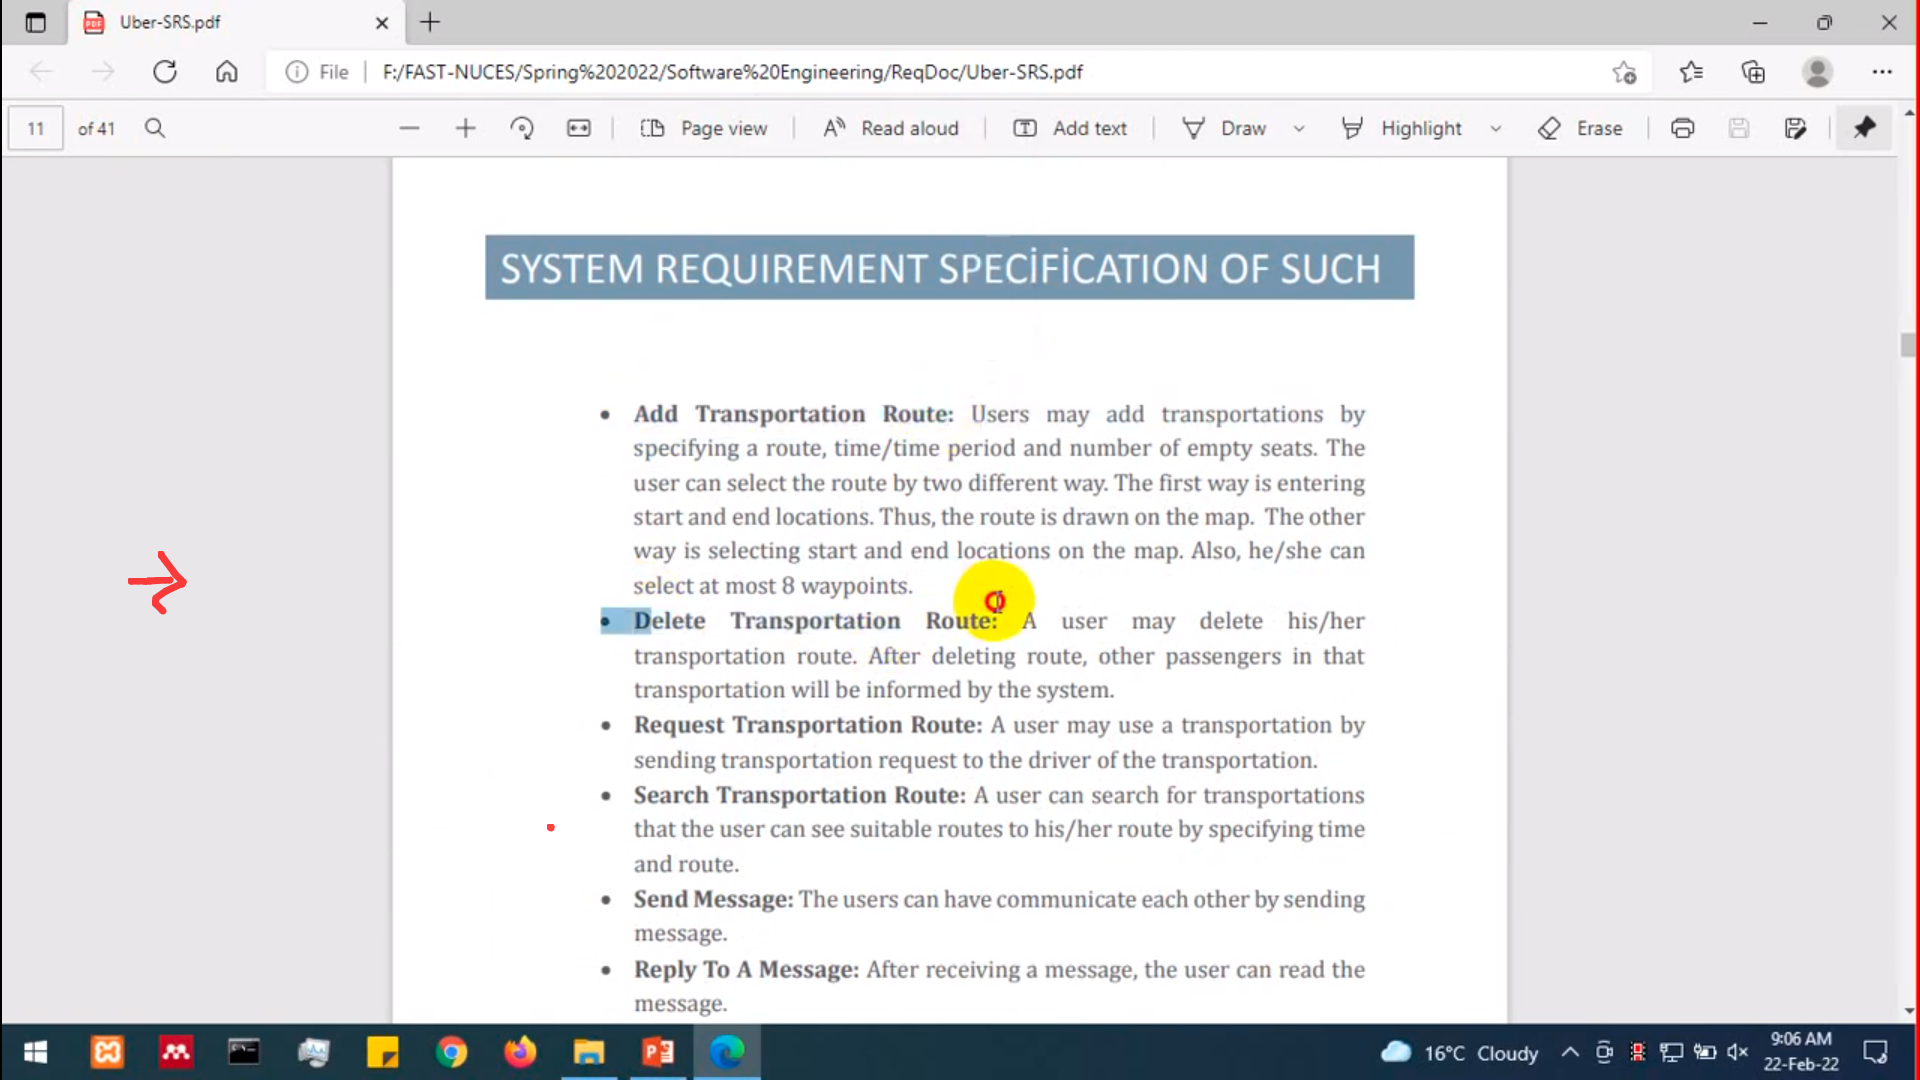 Uber-SRS.pdf
File
F:/FAST-NUCES/Spring%202022/Software%20Engineering/ReqDoc/Uber-SRS.pdf
11 of 41
Page view
Read aloud
Add text
Draw
Highlight
Erase
SYSTEM REQUIREMENT SPECİFİCATION OF SUCH
• Add Transportation Route: Users may add transportations by
specifying a route, time/time period and number of empty seats. The
user can select the route by two different way. The first way is entering
start and end locations. Thus, the route is drawn on the map. The other
way is selecting start and end locations on the map. Also, he/she can
select at most 8 waypoints.
• Delete Transportation Route: A user may delete his/her
transportation route. After deleting route, other passengers in that
transportation will be informed by the system.
• Request Transportation Route: A user may use a transportation by
sending transportation request to the driver of the transportation.
• Search Transportation Route: A user can search for transportations
that the user can see suitable routes to his/her route by specifying time
and route.
• Send Message: The users can have communicate each other by sending
message.
• Reply To A Message: After receiving a message, the user can read the
message.
16°C Cloudy
9:06 AM
22-Feb-22